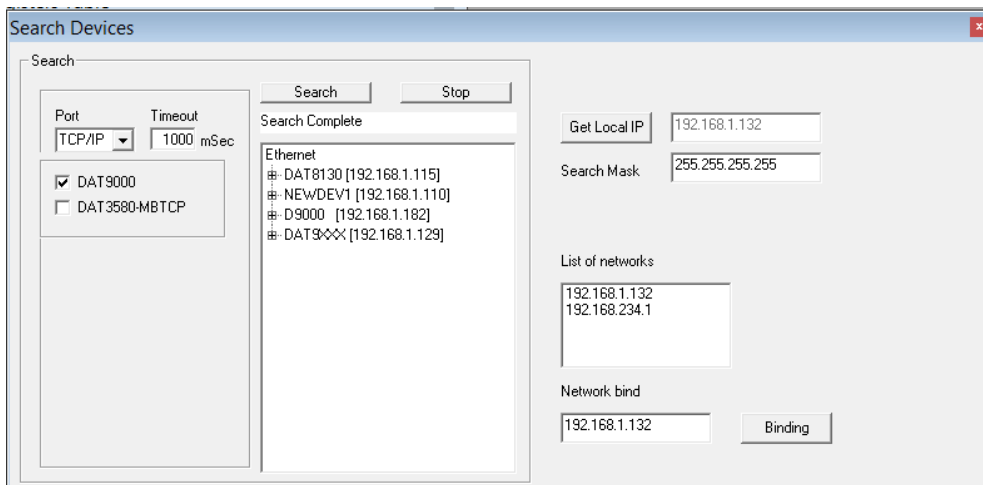 Search Devices
x
Search
Port
Timeout
TCP/IP
1000 mSec
DAT9000
DAT3580-MBTCP
Search
Stop
Search Complete
Ethernet
DAT8130 [192.168.1.115]
NEWDEV1 [192.168.1.110]
D9000 [192.168.1.182]
DAT9XXX [192.168.1.129]
Get Local IP
192.168.1.132
Search Mask
255.255.255.255
List of networks
192.168.1.132
192.168.234.1
Network bind
192.168.1.132
Binding